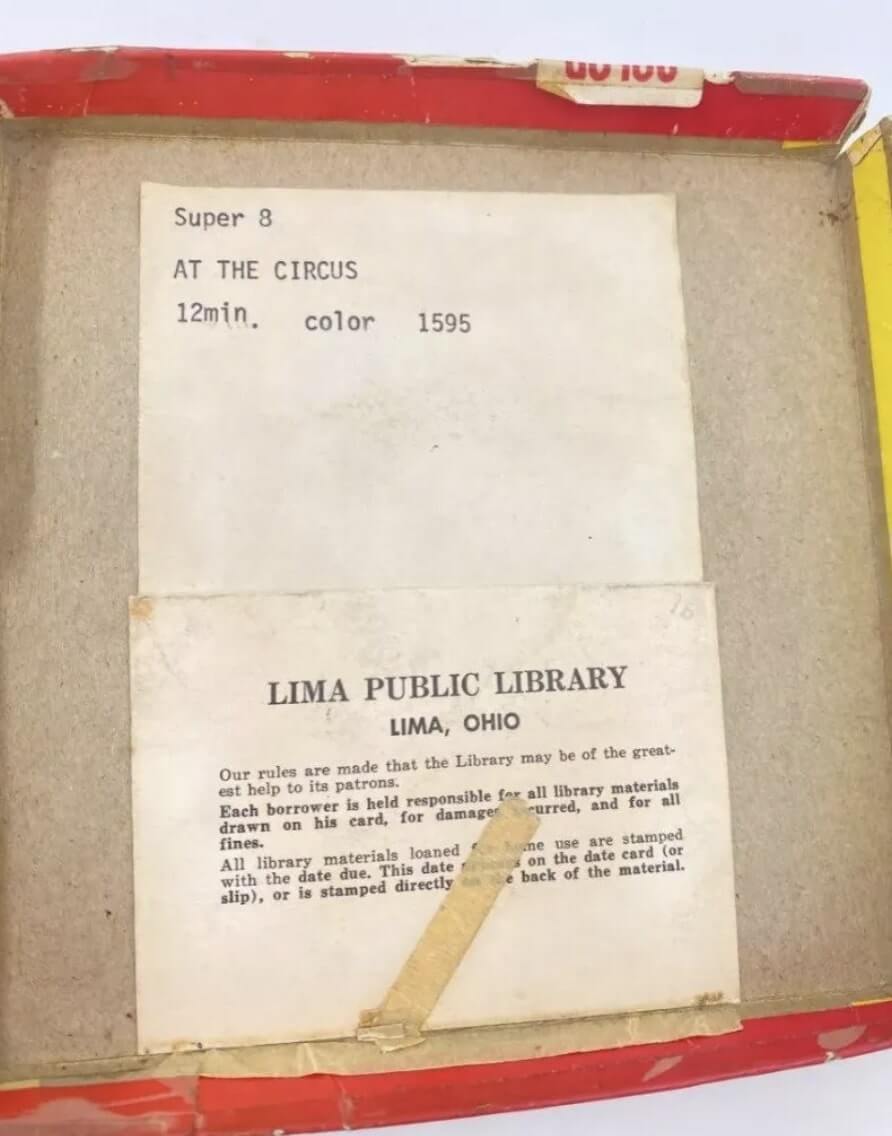 Super 8
AT THE CIRCUS
12min. color 1595
LIMA PUBLIC LIBRARY
LIMA, OHIO
Our rules are made that the Library may be of the great-
est help to its patrons.
Each borrower is held responsible for all library materials
drawn on his card, for damages curred, and for all
fines.
All library materials loaned home use are stamped
with the date due. This date on the date card (or
slip), or is stamped directly the back of the material.